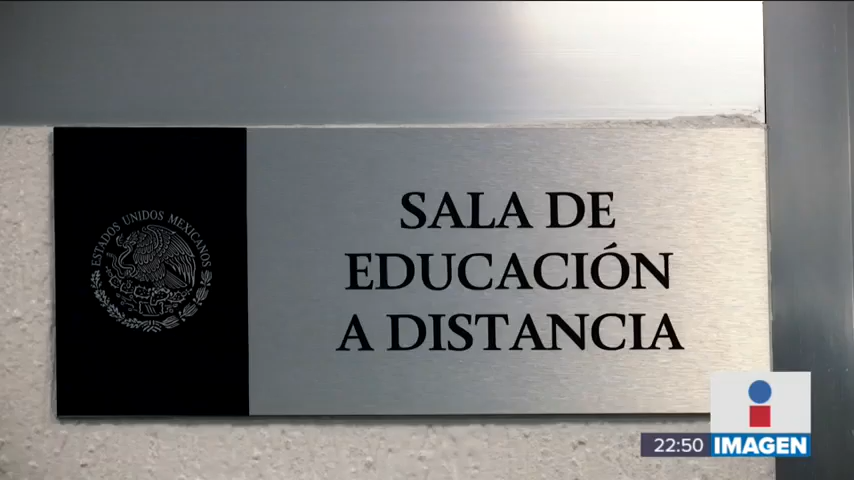 ESTADOS UNIDOS MEXICANOS
SALA DE
EDUCACIÓN
A DISTANCIA
22:50 IMAGEN